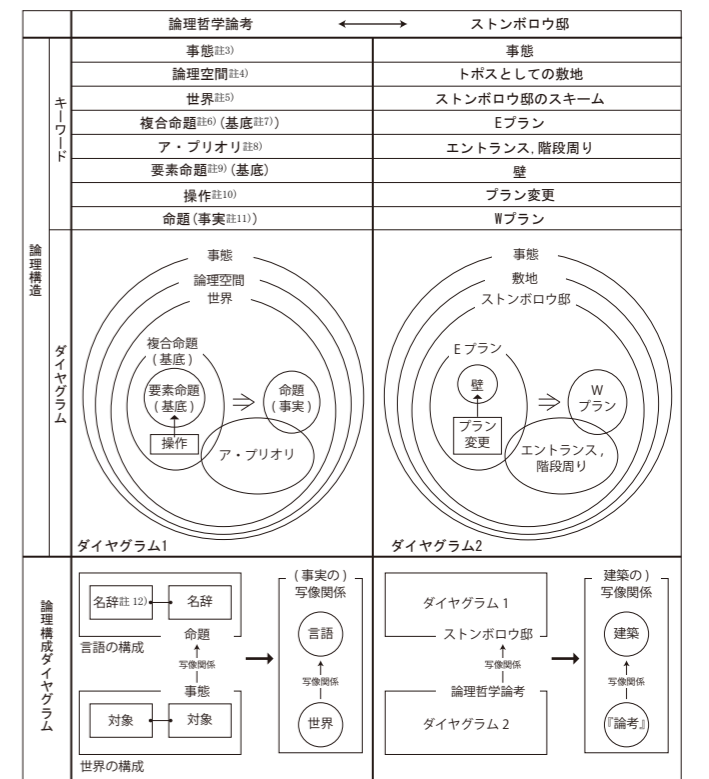 論理哲学論考 ストンボロウ邸
論理構造
キーワード
事態註3) 事態
論理空間註4) トポスとしての敷地
世界註5) ストンボロウ邸のスキーム
複合命題註6)(基底註7)) Eプラン
ア・プリオリ註8) エントランス,階段周り
要素命題註9)(基底) 壁
操作註10) プラン変更
命題(事実註11)) Wプラン
ダイヤグラム
事態
論理空間
世界
複合命題
(基底)
要素命題
(基底)
操作
命題
(事実)
ア・プリオリ
ダイヤグラム1
事態
敷地
ストンボロウ邸
Eプラン
壁
プラン
変更
W
プラン
エントランス,
階段周り
ダイヤグラム2
論理構成ダイヤグラム
名辞註12) 名辞
命題
言語の構成
写像関係
事態
対象 対象
世界の構成
(事実の)
写像関係
言語
写像関係
世界
ダイヤグラム1
ストンボロウ邸
写像関係
論理哲学論考
ダイヤグラム2
建築の)
写像関係
建築
写像関係
『論考』